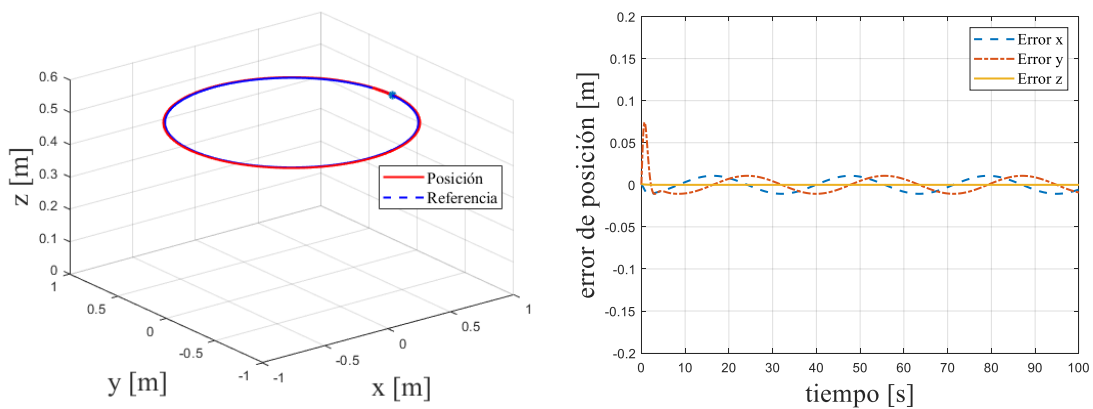 0.6
0.5
0.4
0.3
0.2
0.1
0
z [m]
1
0.5
0
-0.5
-1
y [m]
-1
-0.5
0
0.5
1
x [m]
Posición
Referencia
0.2
0.15
0.1
0.05
0
-0.05
-0.1
-0.15
-0.2
error de posición [m]
Error x
Error y
Error z
0 10 20 30 40 50 60 70 80 90 100
tiempo [s]